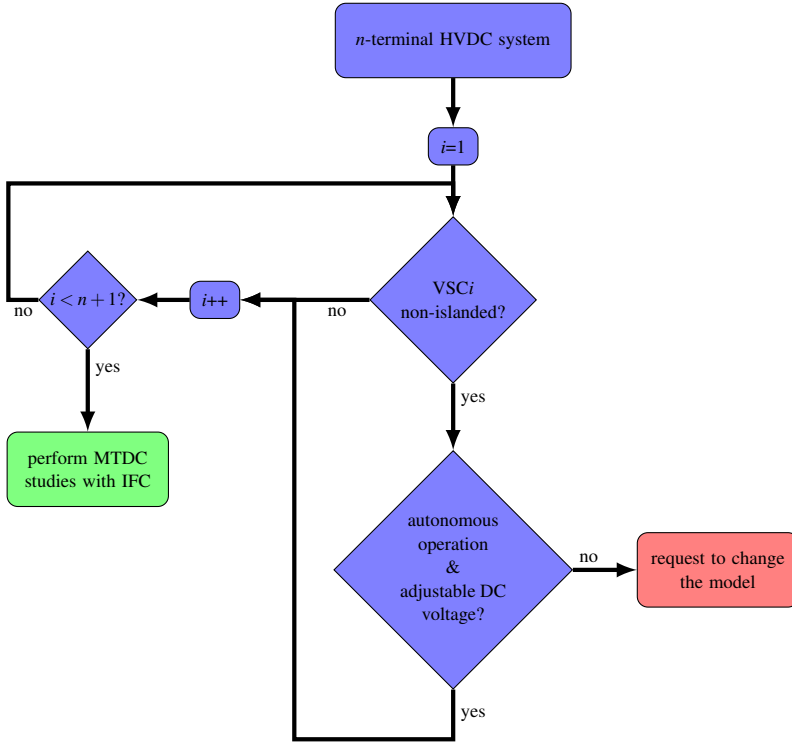 n-terminal HVDC system
i=1
VSCi
non-islanded?
no
i++
i < n + 1?
no
yes
yes
perform MTDC
studies with IFC
autonomous
operation
&
adjustable DC
voltage?
no
request to change
the model
yes